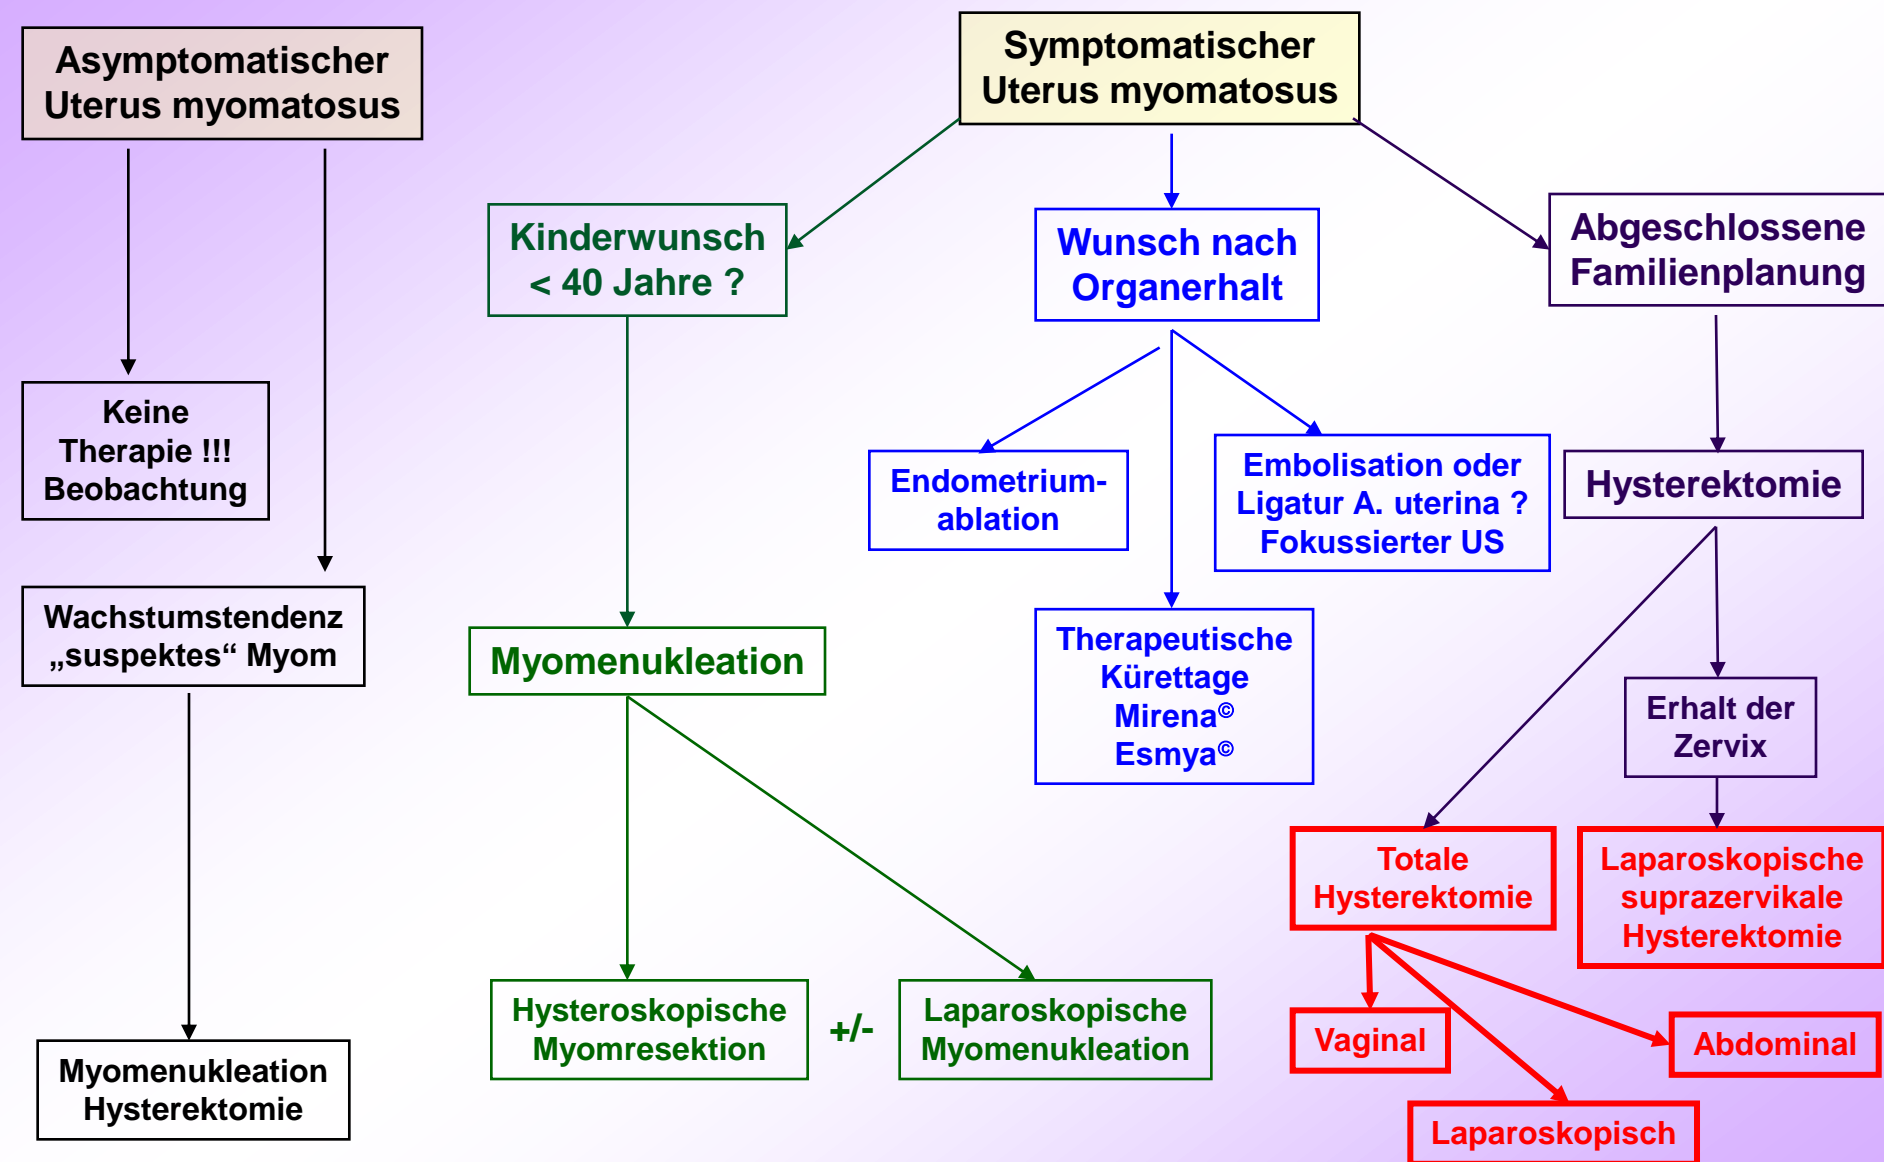 Asymptomatischer
Uterus myomatosus
Symptomatischer
Uterus myomatosus
Kinderwunsch
< 40 Jahre ?
Wunsch nach
Organerhalt
Abgeschlossene
Familienplanung
Keine
Therapie !!!
Beobachtung
Endometrium-
ablation
Embolisation oder
Ligatur A. uterina ?
Fokussierter US
Hysterektomie
Wachstumstendenz
„suspektes“ Myom
Myomenukleation
Therapeutische
Kürettage
Mirena©
Esmya©
Erhalt der
Zervix
Totale
Hysterektomie
Laparoskopische
suprazervikale
Hysterektomie
Hysteroskopische
Myomresektion
+/-
Laparoskopische
Myomenukleation
Vaginal
Abdominal
Laparoskopisch
Myomenukleation
Hysterektomie